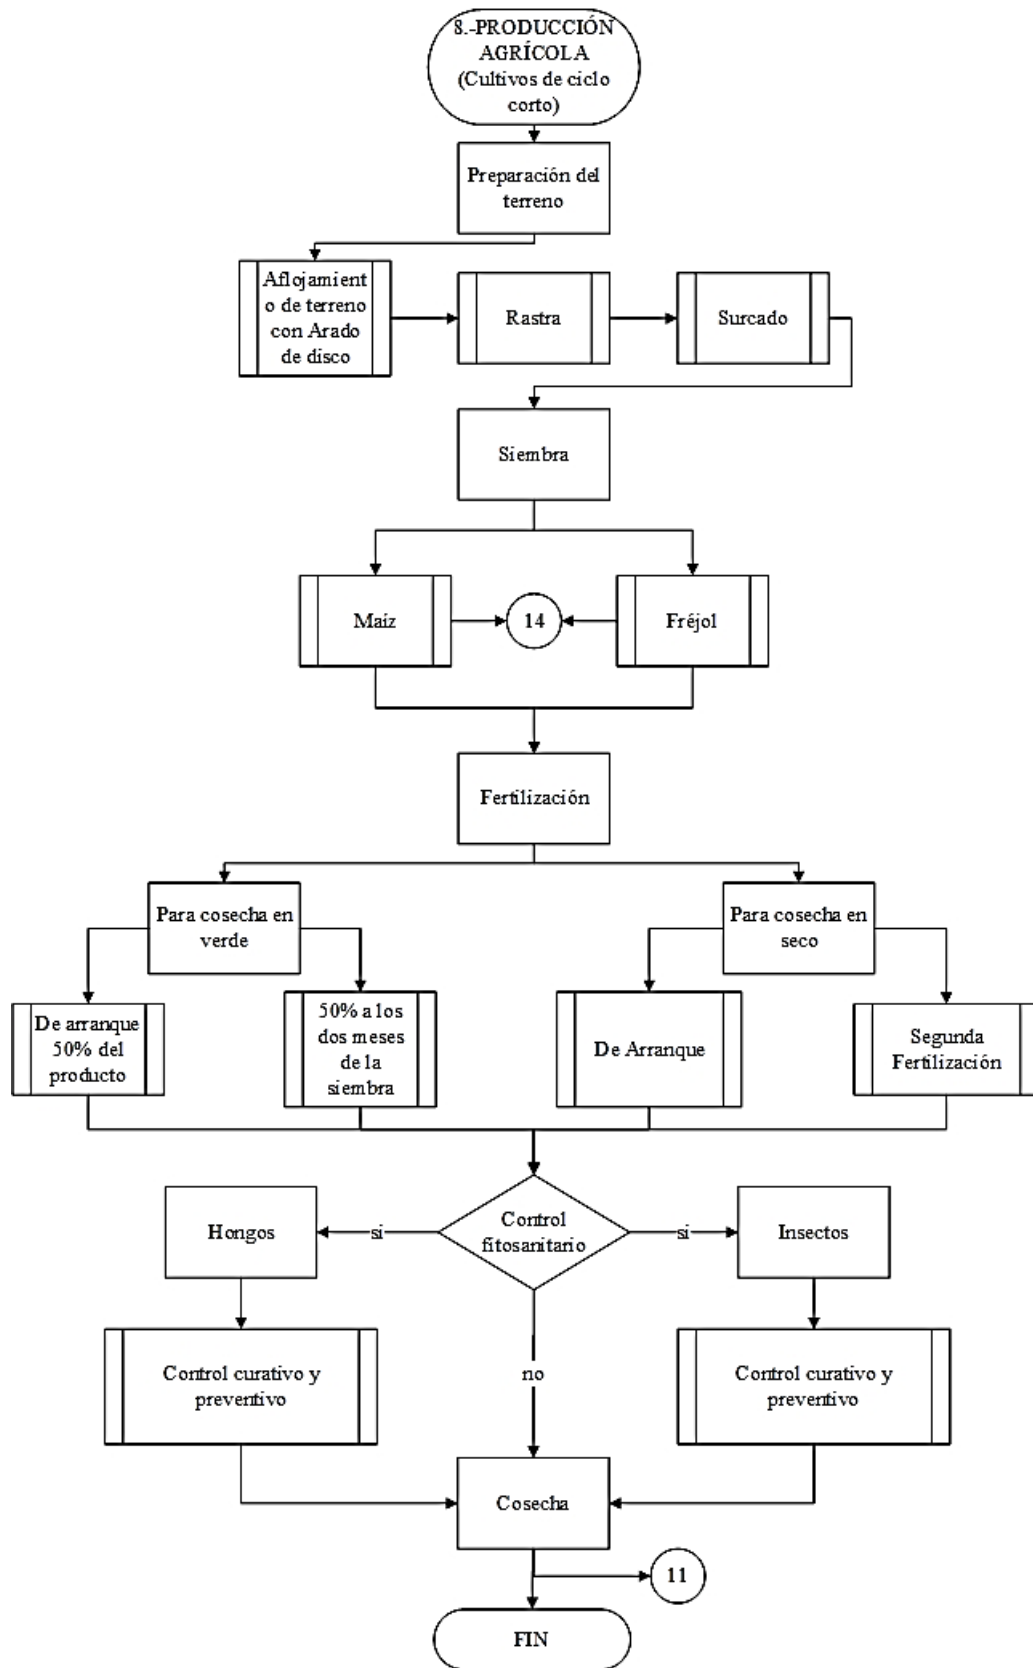 8.-PRODUCCIÓN
AGRÍCOLA
(Cultivos de ciclo
corto)
Preparación del
terreno
Aflojamient
o de terreno
con Arado
de disco
Rastra
Surcado
Siembra
Maíz
14
Fréjol
Fertilización
Para cosecha en
verde
Para cosecha en
seco
De arranque
50% del
producto
50% a los
dos meses
de la
siembra
De Arranque
Segunda
Fertilización
Hongos
si
Control
fitosanitario
si
Insectos
Control curativo y
preventivo
no
Control curativo y
preventivo
Cosecha
11
FIN